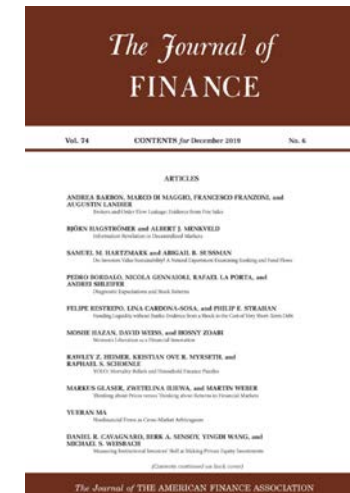 The Journal of
FINANCE
Vol. 74 CONTENTS for December 2019 No. 6
ARTICLES
ANDREA BARBON, MARCO DI MAGGIO, FRANCESCO FRANZONI, and
AUGUSTIN LANDIER
Brokers and Order Flow Leakage: Evidence from Fire Sales
BJÖRN HAGSTRÖMER and ALBERT J. MENKVELD
Information Revelation in Decentralized Markets
SAMUEL M. HARTZMARK and ABIGAIL B. SUSSMAN
Do Investors Value Sustainability? A Natural Experiment Examining Ranking and Fund Flows
PEDRO BORDALO, NICOLA GENNAIOLI, RAFAEL LA PORTA, and
ANDREI SHLEIFER
Diagnostic Expectations and Stock Returns
FELIPE RESTREPO, LINA CARDONA-SOSA, and PHILIP E. STRAHAN
Funding Liquidity without Banks: Evidence from a Shock to the Cost of Very Short-Term Debt
MOSHE HAZAN, DAVID WEISS, and HOSNY ZOABI
Women's Liberation as a Financial Innovation
RAWLEY Z. HEIMER, KRISTIAN OVE R. MYRSETH, and
RAPHAEL S. SCHOENLE
YOLO: Mortality Beliefs and Household Finance Puzzles
MARKUS GLASER, ZWETELINA ILIEWA, and MARTIN WEBER
Thinking about Prices versus Thinking about Returns in Financial Markets
YUERAN MA
Nonfinancial Firms as Cross-Market Arbitrageurs
DANIEL R. CAVAGNARO, BERK A. SENSOY, YINGDI WANG, and
MICHAEL S. WEISBACH
Measuring Institutional Investors' Skill at Making Private Equity Investments
(Contents continued on back cover)
The Journal of THE AMERICAN FINANCE ASSOCIATION